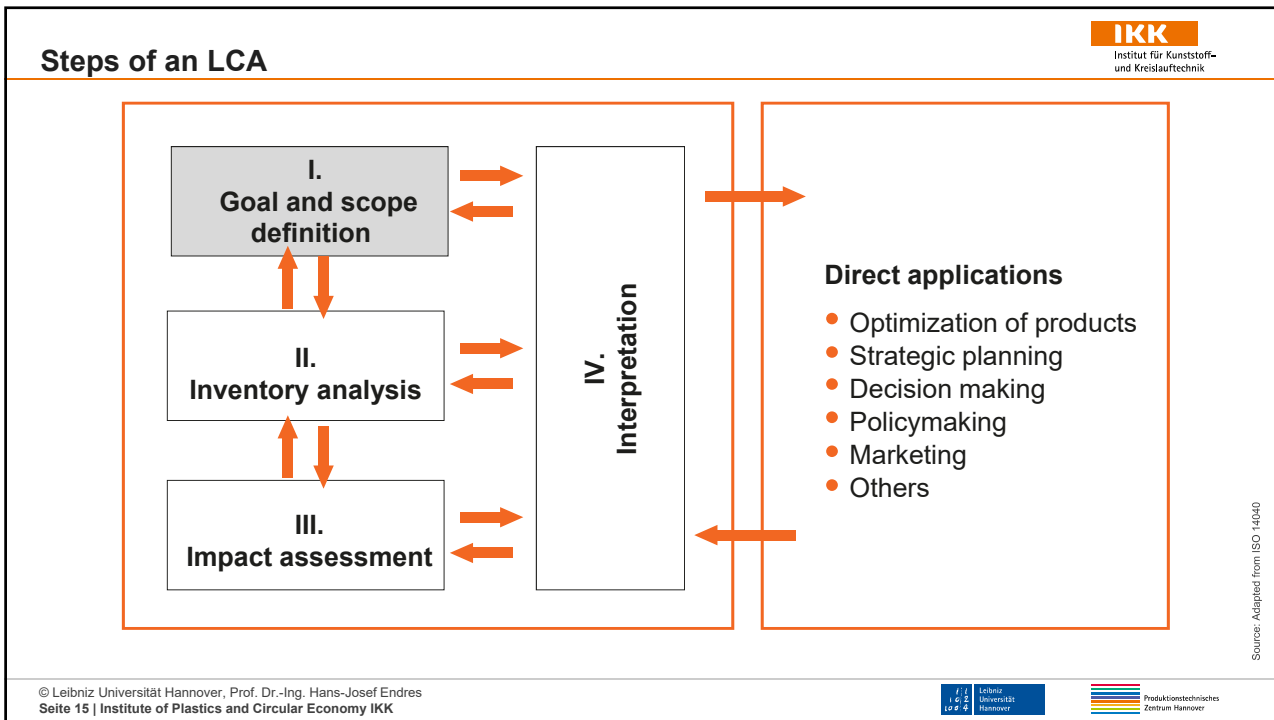 Steps of an LCA
IKK
Institut für Kunststoff-
und Kreislauftechnik
I.
Goal and scope
definition
II.
Inventory analysis
III.
Impact assessment
IV.
Interpretation
Direct applications
• Optimization of products
• Strategic planning
• Decision making
• Policymaking
• Marketing
• Others
Source: Adapted from ISO 14040
© Leibniz Universität Hannover, Prof. Dr.-Ing. Hans-Josef Endres
Seite 15 | Institute of Plastics and Circular Economy IKK
Leibniz
Universität
Hannover
Produktionstechnisches
Zentrum Hannover